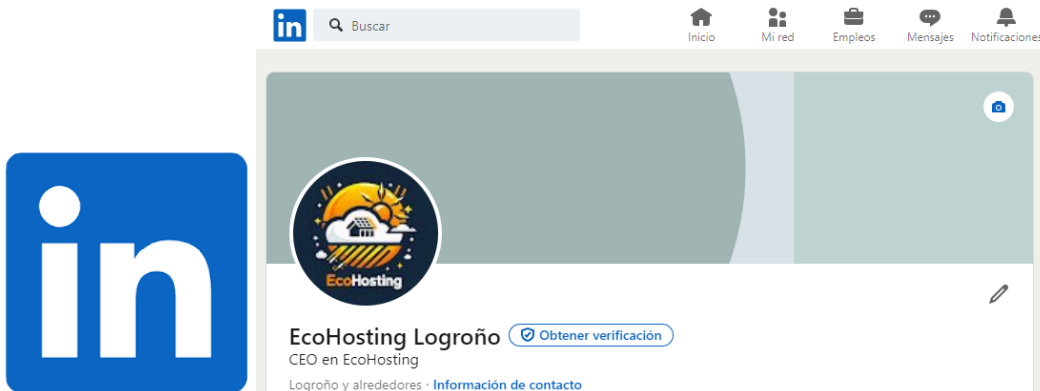 in
in
Buscar
Inicio
Mi red
Empleos
Mensajes
Notificaciones
EcoHosting
EcoHosting Logroño
Obtener verificación
CEO en EcoHosting
Logroño y alrededores · Información de contacto